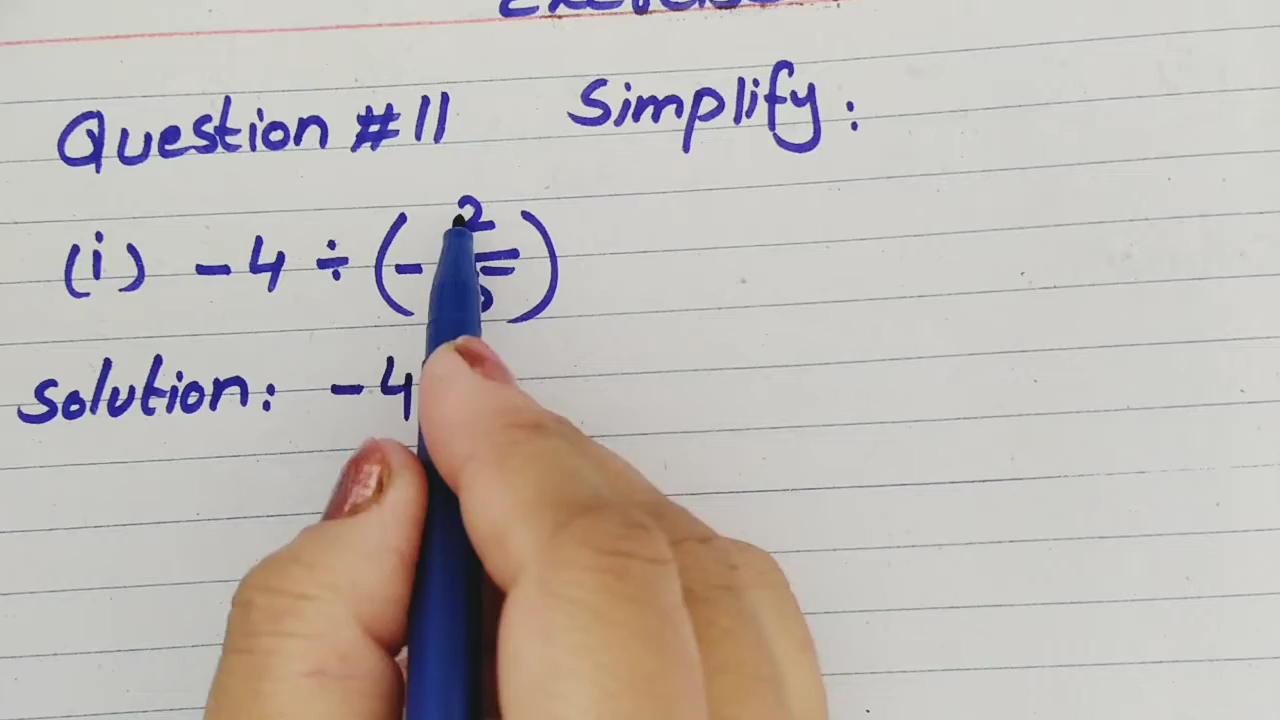 Question #11 Simplify:
(i) -4 ÷ (- 2
Solution: -4